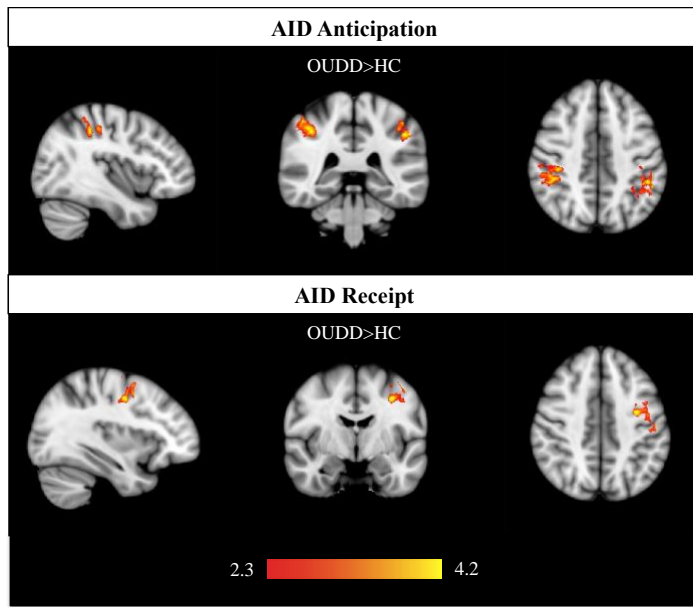 AID Anticipation
OUDD>HC
AID Receipt
OUDD>HC
2.3 4.2